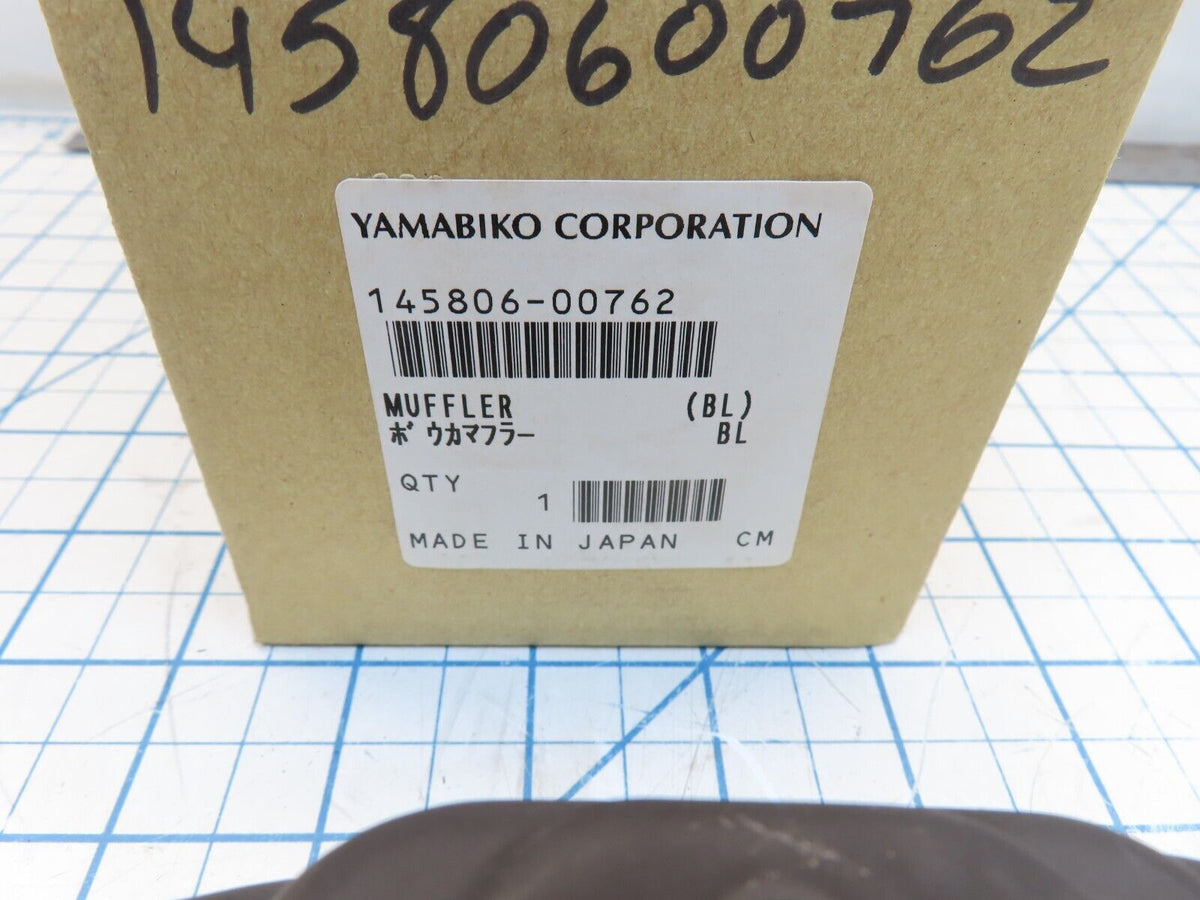 14580600762
YAMABIKO CORPORATION
145806-00762
MUFFLER (BL)
ボウカマフラー BL
QTY 1
MADE IN JAPAN CM